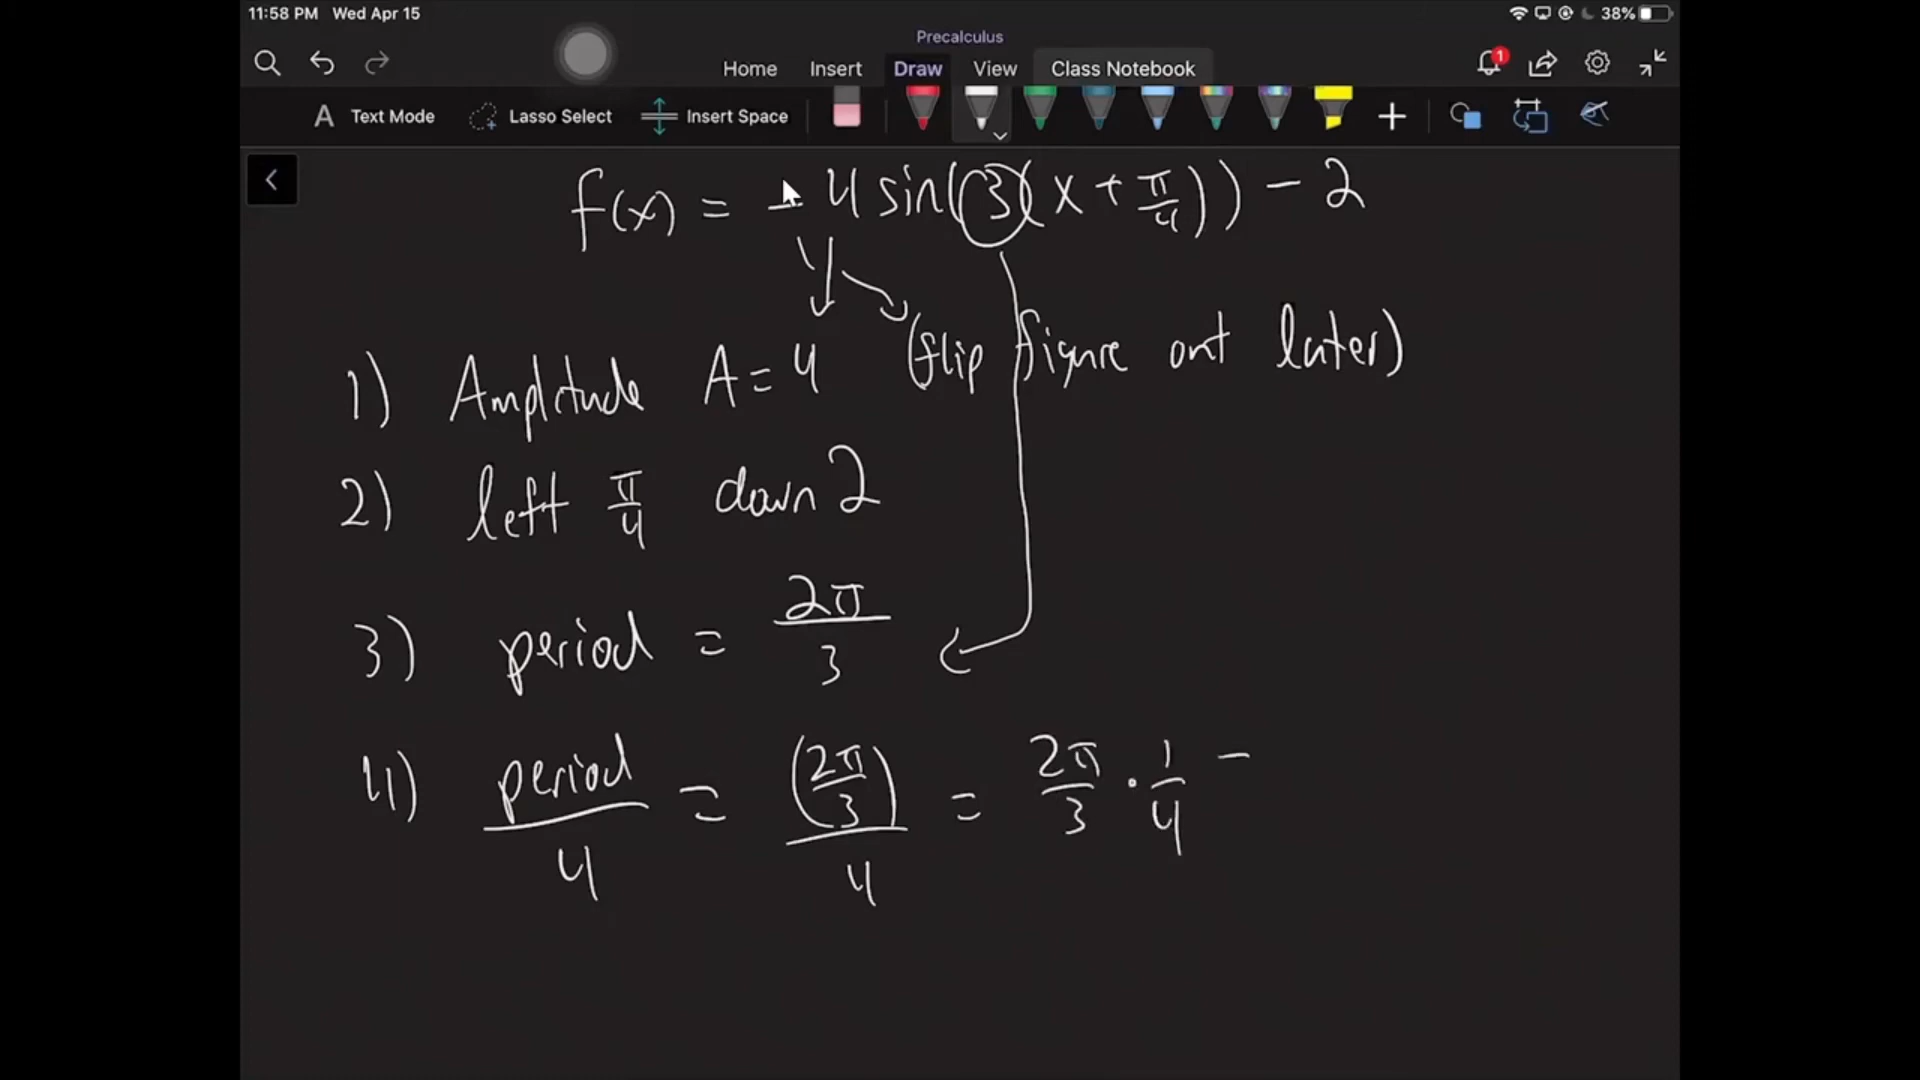 11:58 PM Wed Apr 15 38%
Precalculus
Home Insert Draw View Class Notebook 1
A Text Mode Lasso Select Insert Space
f(x) = - 4 sin(3(x + π/4)) - 2
1) Amplitude A = 4 (flip figure out later)
2) left π/4 down 2
3) period = 2π/3
4) period/4 = (2π/3)/4 = 2π/3 · 1/4 -